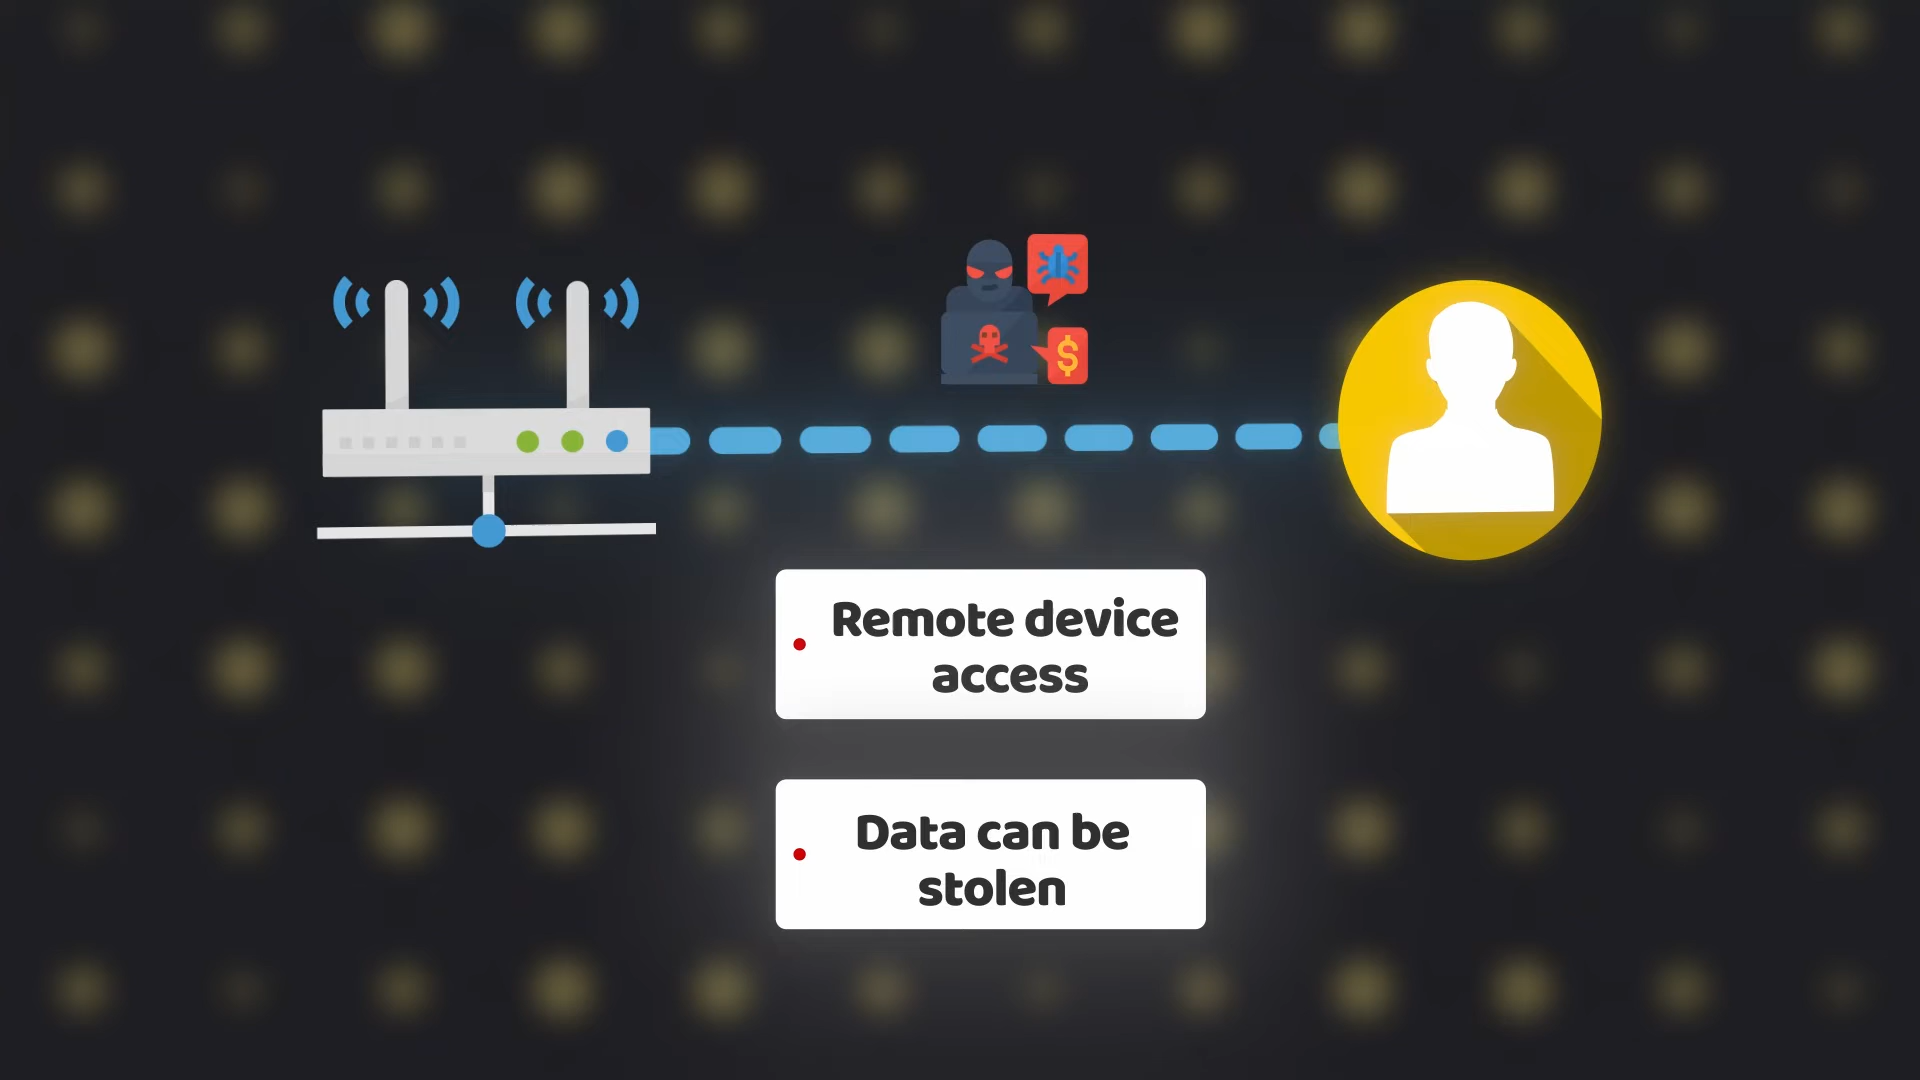 $
Remote device
access
Data can be
stolen